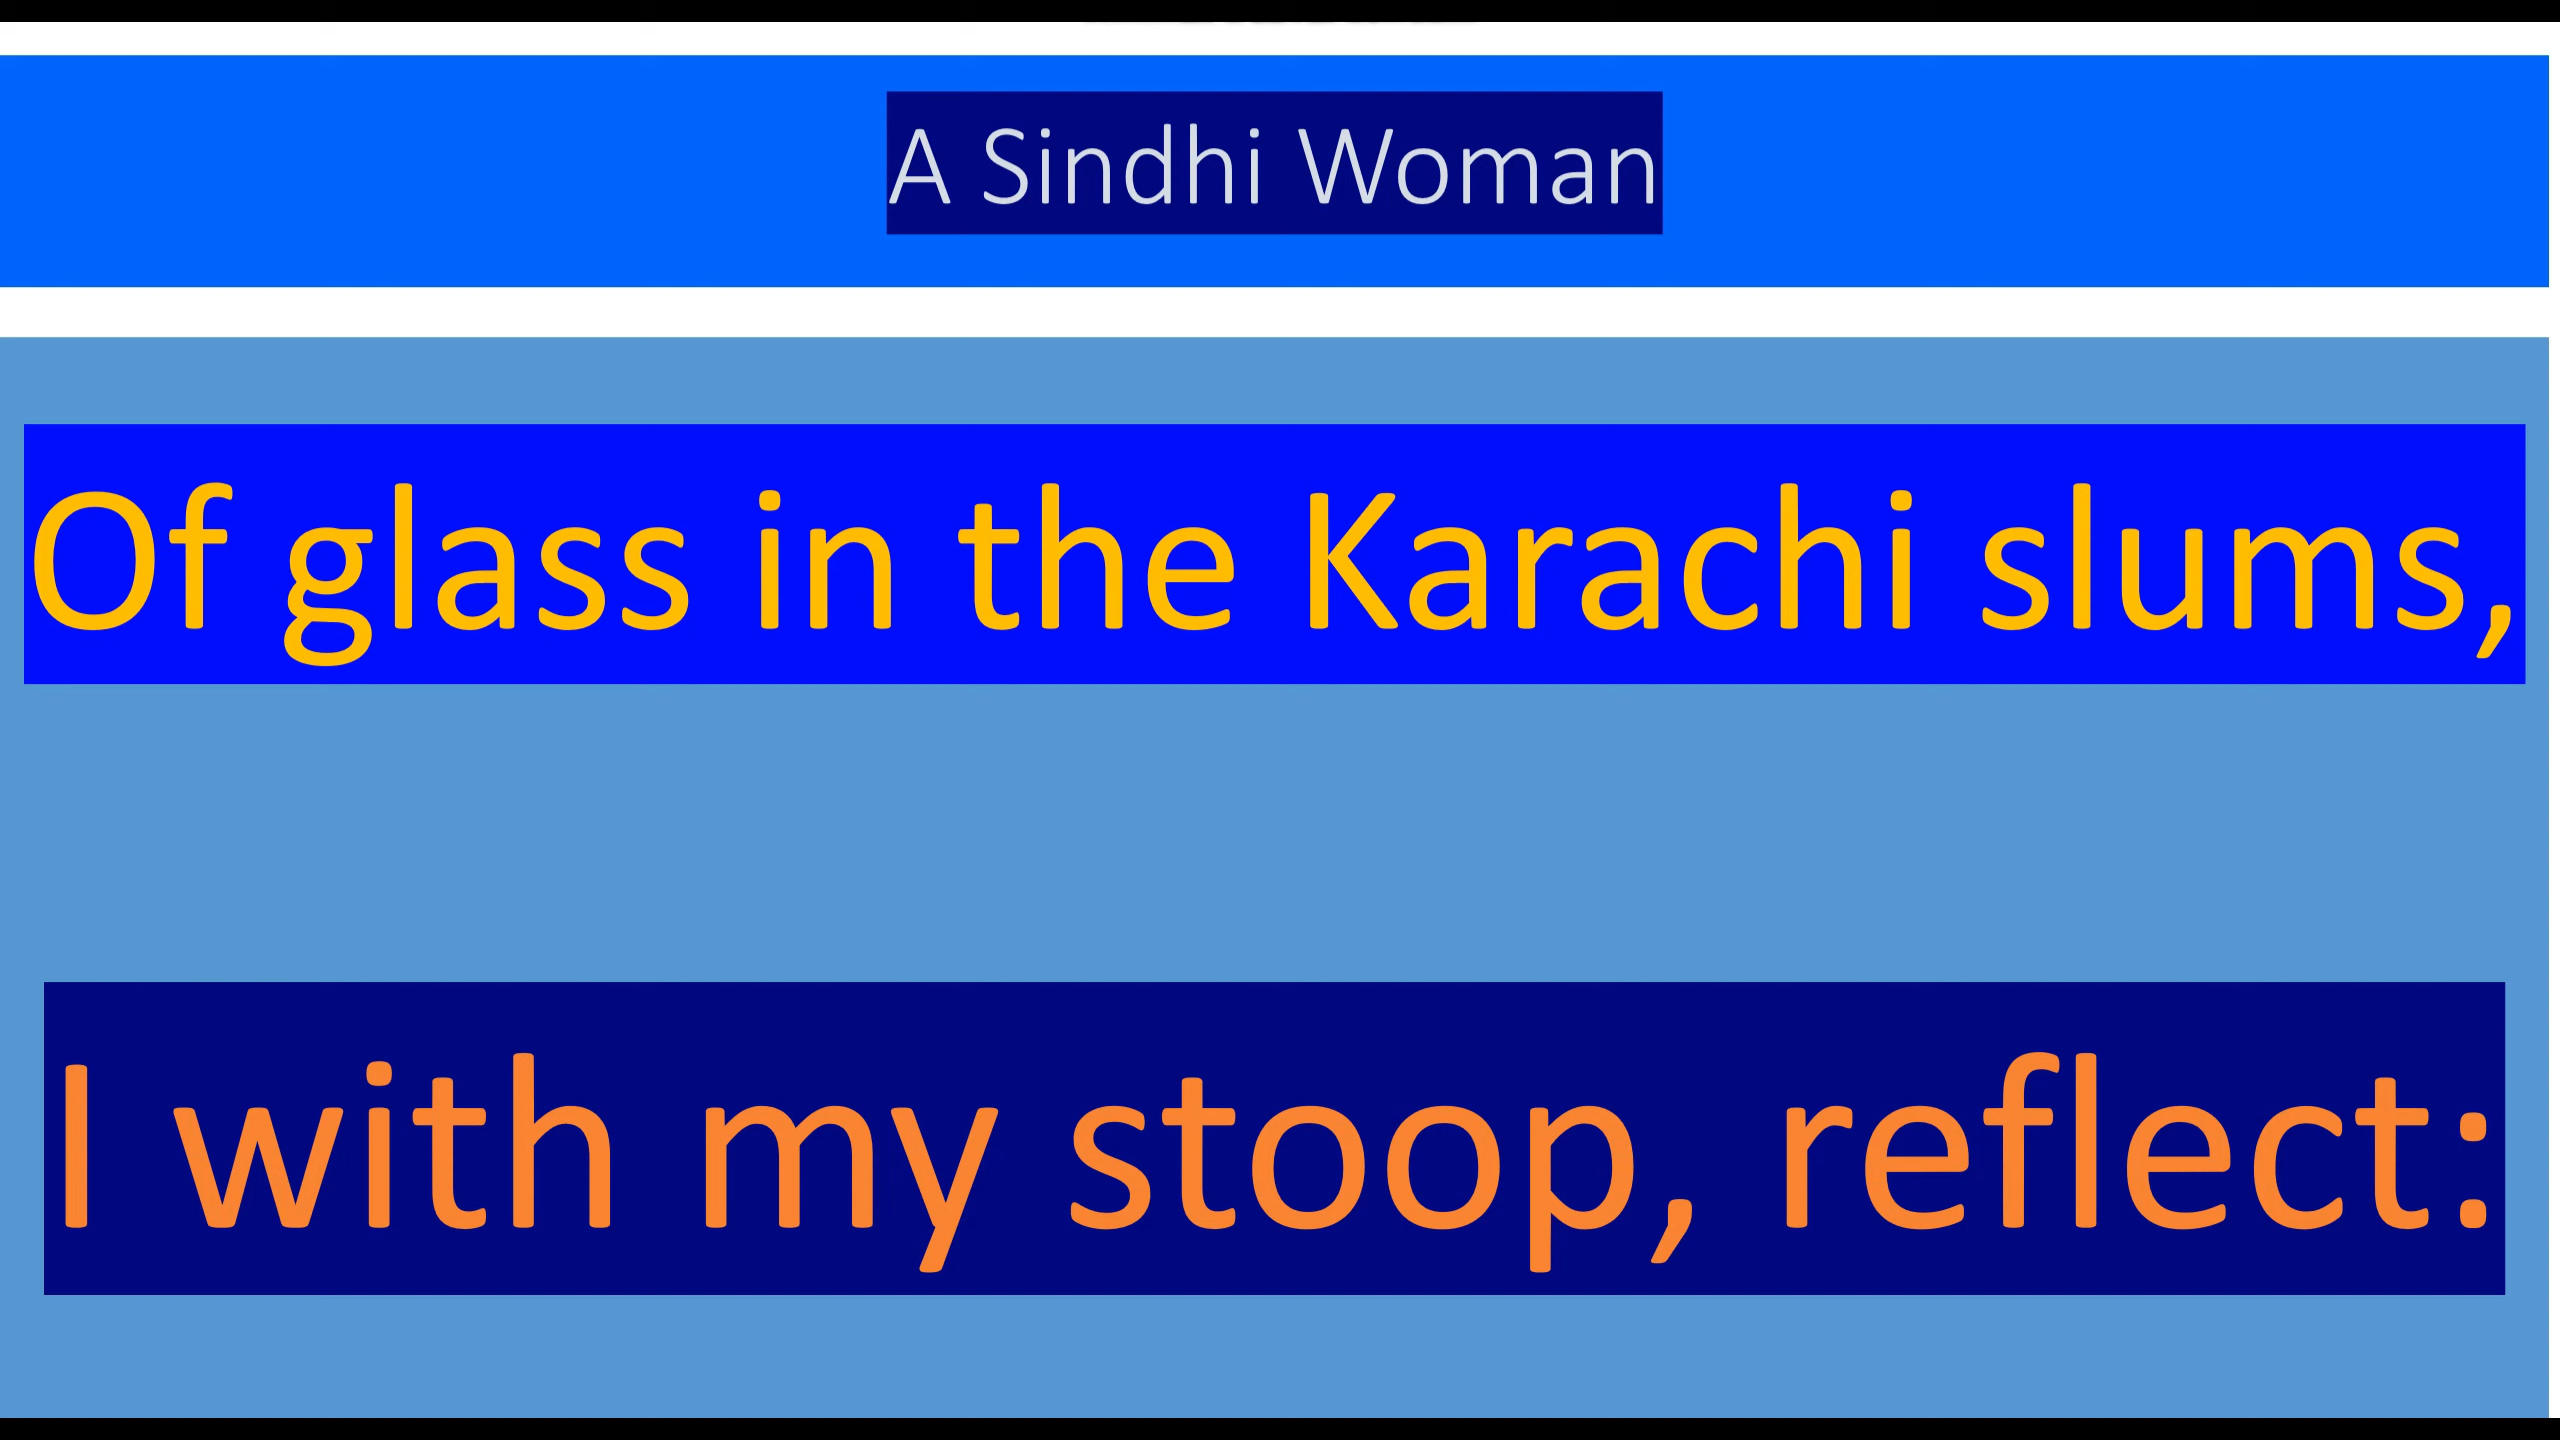 A Sindhi Woman
Of glass in the Karachi slums,
I with my stoop, reflect: